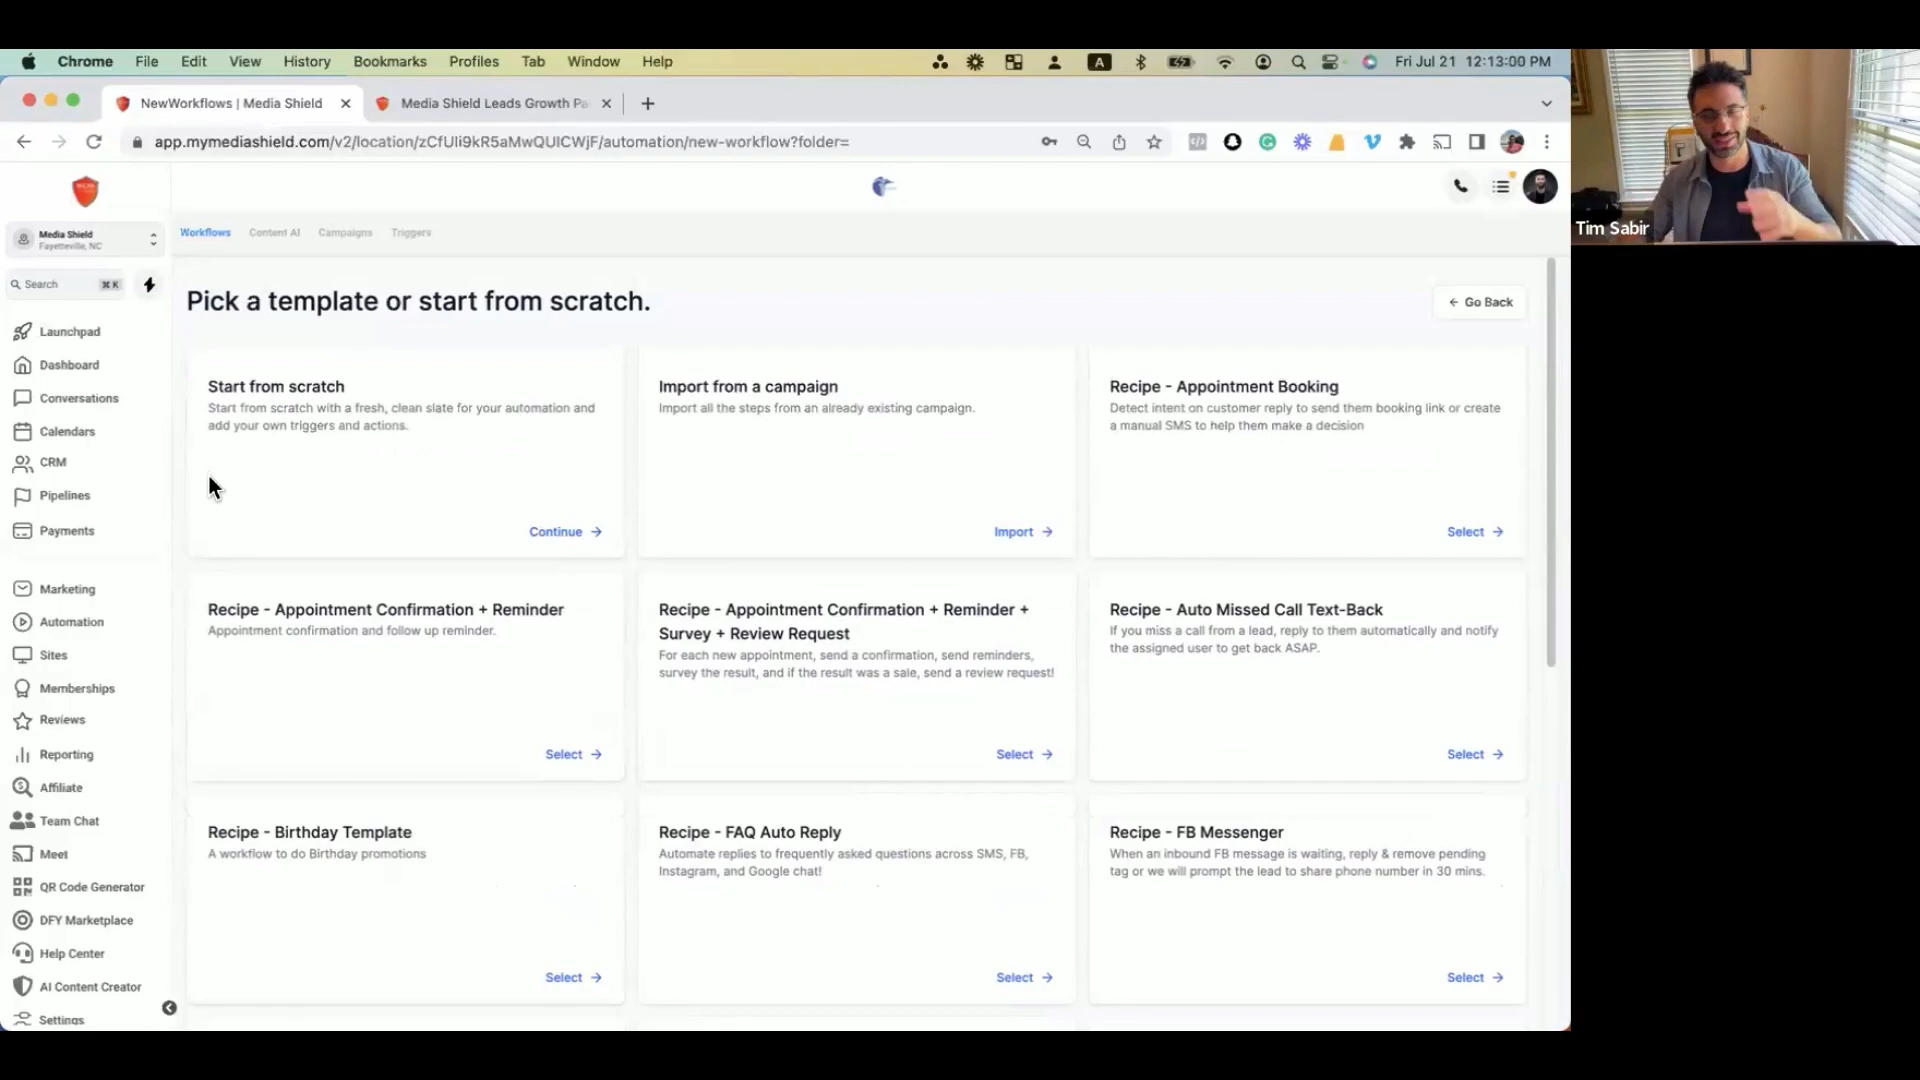 Chrome File Edit View History Bookmarks Profiles Tab Window Help A Fri Jul 21 12:13:00 PM
NewWorkflows | Media Shield Media Shield Leads Growth Pa
app.mymediashield.com/v2/location/zCfUli9kR5aMwQUlCWjF/automation/new-workflow?folder=
Tim Sabir
Media Shield
Fayetteville, NC
Search ⌘ K
Launchpad
Dashboard
Conversations
Calendars
CRM
Pipelines
Payments
Marketing
Automation
Sites
Memberships
Reviews
Reporting
Affiliate
Team Chat
Meet
QR Code Generator
DFY Marketplace
Help Center
AI Content Creator
Settings
Workflows Content AI Campaigns Triggers
Pick a template or start from scratch.
← Go Back
Start from scratch
Start from scratch with a fresh, clean slate for your automation and
add your own triggers and actions.
Continue →
Import from a campaign
Import all the steps from an already existing campaign.
Import →
Recipe - Appointment Booking
Detect intent on customer reply to send them booking link or create
a manual SMS to help them make a decision
Select →
Recipe - Appointment Confirmation + Reminder
Appointment confirmation and follow up reminder.
Select →
Recipe - Appointment Confirmation + Reminder +
Survey + Review Request
For each new appointment, send a confirmation, send reminders,
survey the result, and if the result was a sale, send a review request!
Select →
Recipe - Auto Missed Call Text-Back
If you miss a call from a lead, reply to them automatically and notify
the assigned user to get back ASAP.
Select →
Recipe - Birthday Template
A workflow to do Birthday promotions
Select →
Recipe - FAQ Auto Reply
Automate replies to frequently asked questions across SMS, FB,
Instagram, and Google chat!
Select →
Recipe - FB Messenger
When an inbound FB message is waiting, reply & remove pending
tag or we will prompt the lead to share phone number in 30 mins.
Select →